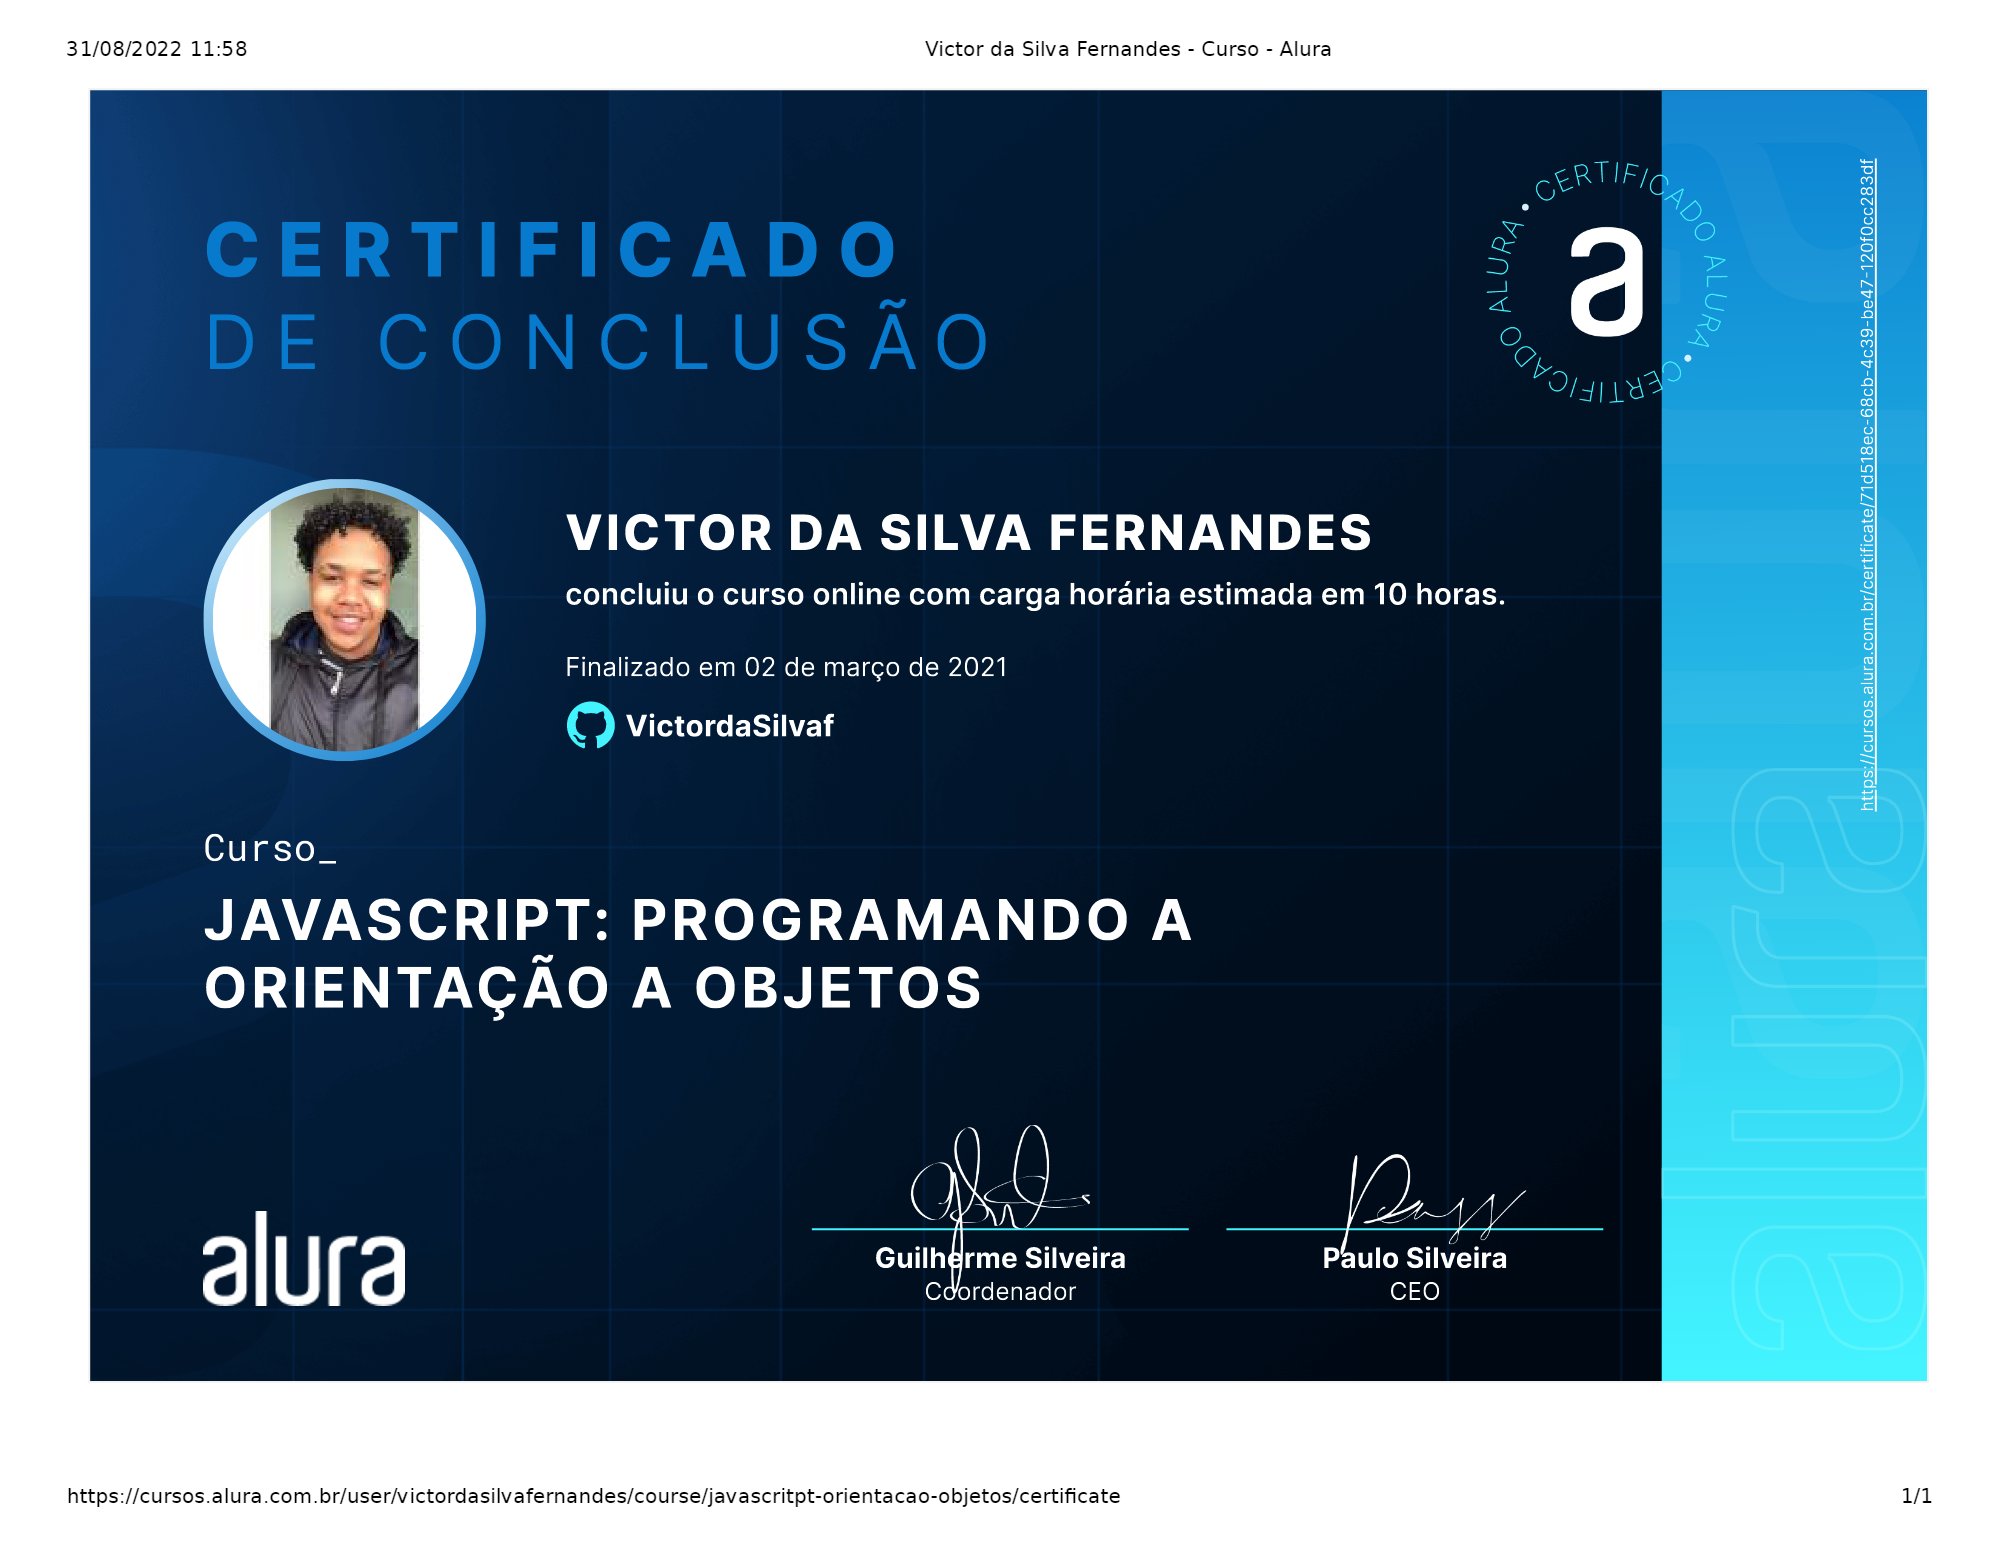 31/08/2022 11:58
Victor da Silva Fernandes - Curso - Alura
CERTIFICADO
DE CONCLUSÃO
• CERTIFICADO ALURA • CERTIFICADO ALURA
a
https://cursos.alura.com.br/certificate/71d518ec-68cb-4c39-be47-120f0cc283df
VICTOR DA SILVA FERNANDES
concluiu o curso online com carga horária estimada em 10 horas.
Finalizado em 02 de março de 2021
VictordaSilvaf
Curso_
JAVASCRIPT: PROGRAMANDO A
ORIENTAÇÃO A OBJETOS
alura
alura
Guilherme Silveira
Coordenador
Paulo Silveira
CEO
https://cursos.alura.com.br/user/victordasilvafernandes/course/javascritpt-orientacao-objetos/certificate
1/1